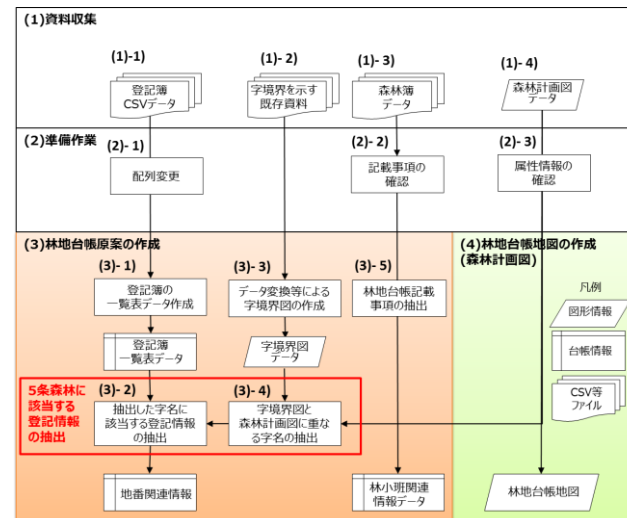 (1)資料収集
(1)-1)
(1)-2)
(1)-3)
(1)-4)
登記簿
CSVデータ
字境界を示す
既存資料
森林簿
データ
森林計画図
データ
(2)準備作業
(2)-1)
(2)-2)
(2)-3)
配列変更
記載事項の
確認
属性情報の
確認
(3)林地台帳原案の作成
(3)-1)
(3)-3)
(3)-5)
登記簿の
一覧表データ作成
データ変換等による
字境界図の作成
林地台帳記載
事項の抽出
登記簿
一覧表データ
字境界図
データ
5条森林に
該当する
登記情報
の抽出
(3)-2)
(3)-4)
抽出した字名に
該当する登記情報
の抽出
字境界図と
森林計画図に重な
る字名の抽出
地番関連情報
林小班関連
情報データ
(4)林地台帳地図の作成
(森林計画図)
凡例
図形情報
台帳情報
CSV等
ファイル
林地台帳地図